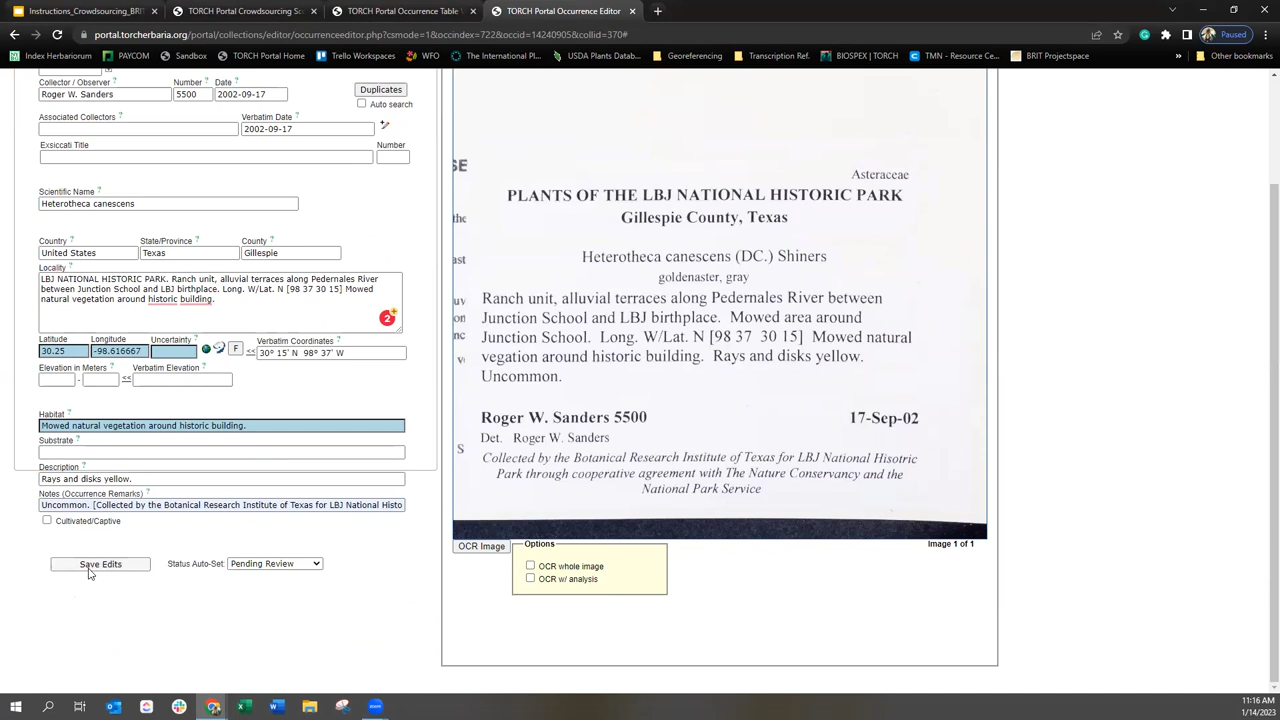 Instructions_Crowdsourcing_BRIT
TORCH Portal Crowdsourcing Sc
TORCH Portal Occurrence Table
TORCH Portal Occurrence Editor
portal.torcherbaria.org/portal/collections/editor/occurrenceeditor.php?csmode=1&occindex=722&occid=14240905&collid=370#
Paused
Index Herbariorum
PAYCOM
Sandbox
TORCH Portal Home
Trello Workspaces
WFO
The International Pl...
USDA Plants Databa...
Georeferencing
Transcription Ref.
BIOSPEX | TORCH
TMN - Resource Ce...
BRIT Projectspace
»
Other bookmarks
Collector / Observer ? Number ? Date ?
Roger W. Sanders 5500 2002-09-17
Duplicates
Auto search
Associated Collectors ? Verbatim Date ?
2002-09-17
Exsiccati Title Number
Scientific Name ?
Heterotheca canescens
Country ? State/Province ? County ?
United States Texas Gillespie
Locality ?
LBJ NATIONAL HISTORIC PARK. Ranch unit, alluvial terraces along Pedernales River
between Junction School and LBJ birthplace. Long. W/Lat. N [98 37 30 15] Mowed
natural vegetation around historic building.
2
Latitude Longitude Uncertainty ? Verbatim Coordinates ?
30.25 -98.616667 F << 30° 15' N 98° 37' W
Elevation in Meters ? Verbatim Elevation ?
- <<
Habitat ?
Mowed natural vegetation around historic building.
Substrate ?
Description ?
Rays and disks yellow.
Notes (Occurrence Remarks) ?
Uncommon. [Collected by the Botanical Research Institute of Texas for LBJ National Histo
Cultivated/Captive
Save Edits
Status Auto-Set: Pending Review
SE
the
ast
S
Asteraceae
PLANTS OF THE LBJ NATIONAL HISTORIC PARK
Gillespie County, Texas
Heterotheca canescens (DC.) Shiners
goldenaster, gray
Ranch unit, alluvial terraces along Pedernales River between
Junction School and LBJ birthplace. Mowed area around
Junction School. Long. W/Lat. N [98 37 30 15] Mowed natural
vegation around historic building. Rays and disks yellow.
Uncommon.
Roger W. Sanders 5500 17-Sep-02
Det. Roger W. Sanders
Collected by the Botanical Research Institute of Texas for LBJ National Hisotric
Park through cooperative agreement with The Nature Conservancy and the
National Park Service
OCR Image
Options
Image 1 of 1
OCR whole image
OCR w/ analysis
11:16 AM
1/14/2023